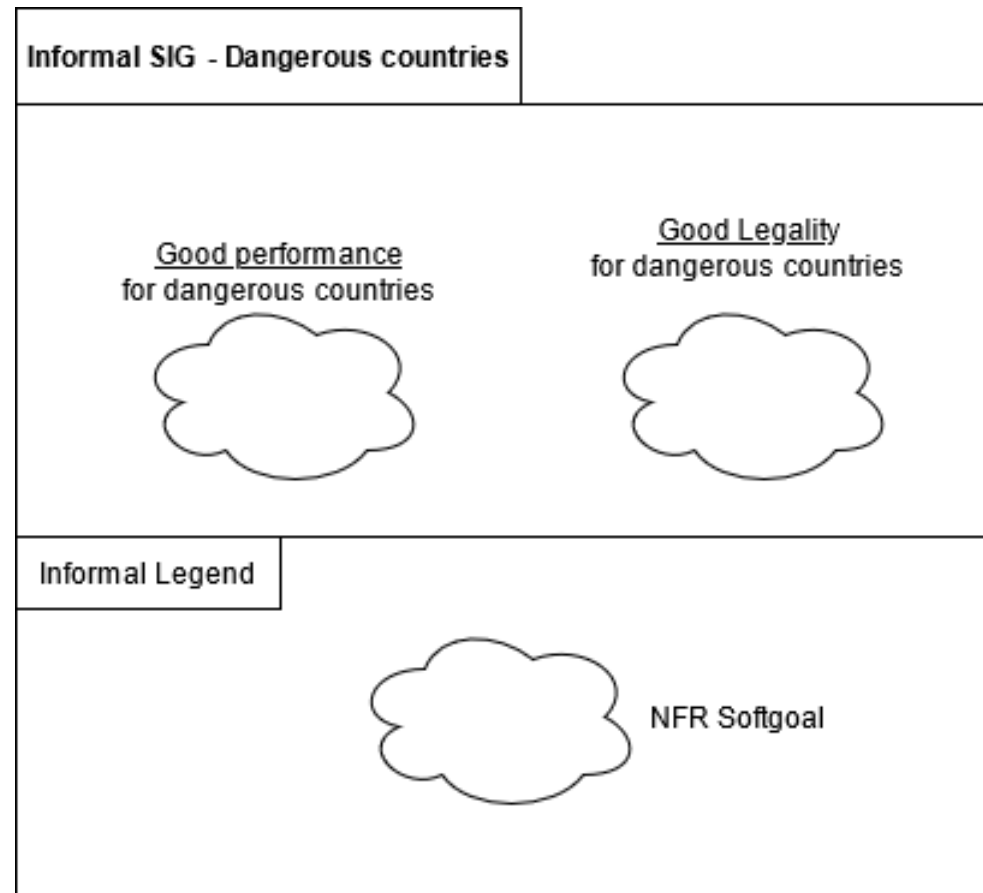 Informal SIG - Dangerous countries
Good performance
for dangerous countries
Good Legality
for dangerous countries
Informal Legend
NFR Softgoal